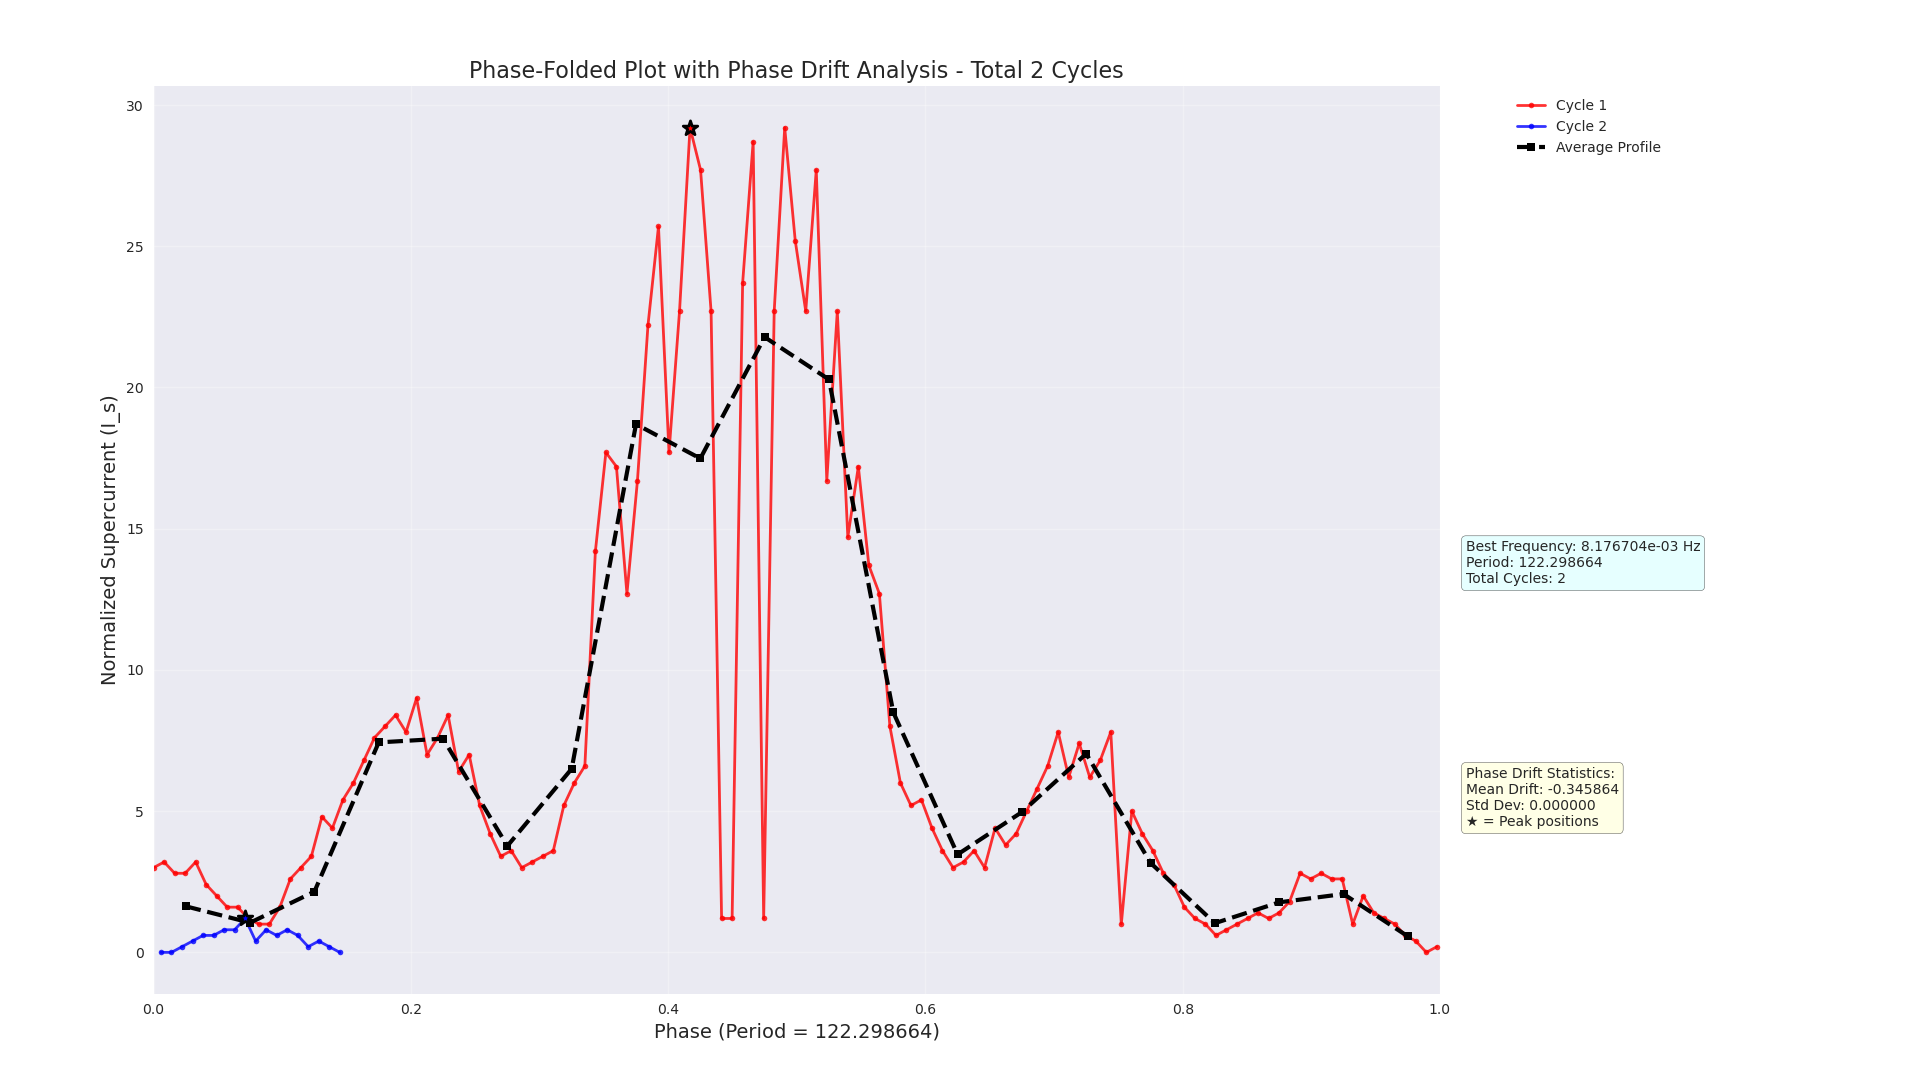 Phase-Folded Plot with Phase Drift Analysis - Total 2 Cycles
30
25
20
15
10
5
0
Normalized Supercurrent (I_s)
0.0
0.2
0.4
0.6
0.8
1.0
Phase (Period = 122.298664)
Cycle 1
Cycle 2
Average Profile
Best Frequency: 8.176704e-03 Hz
Period: 122.298664
Total Cycles: 2
Phase Drift Statistics:
Mean Drift: -0.345864
Std Dev: 0.000000
★ = Peak positions